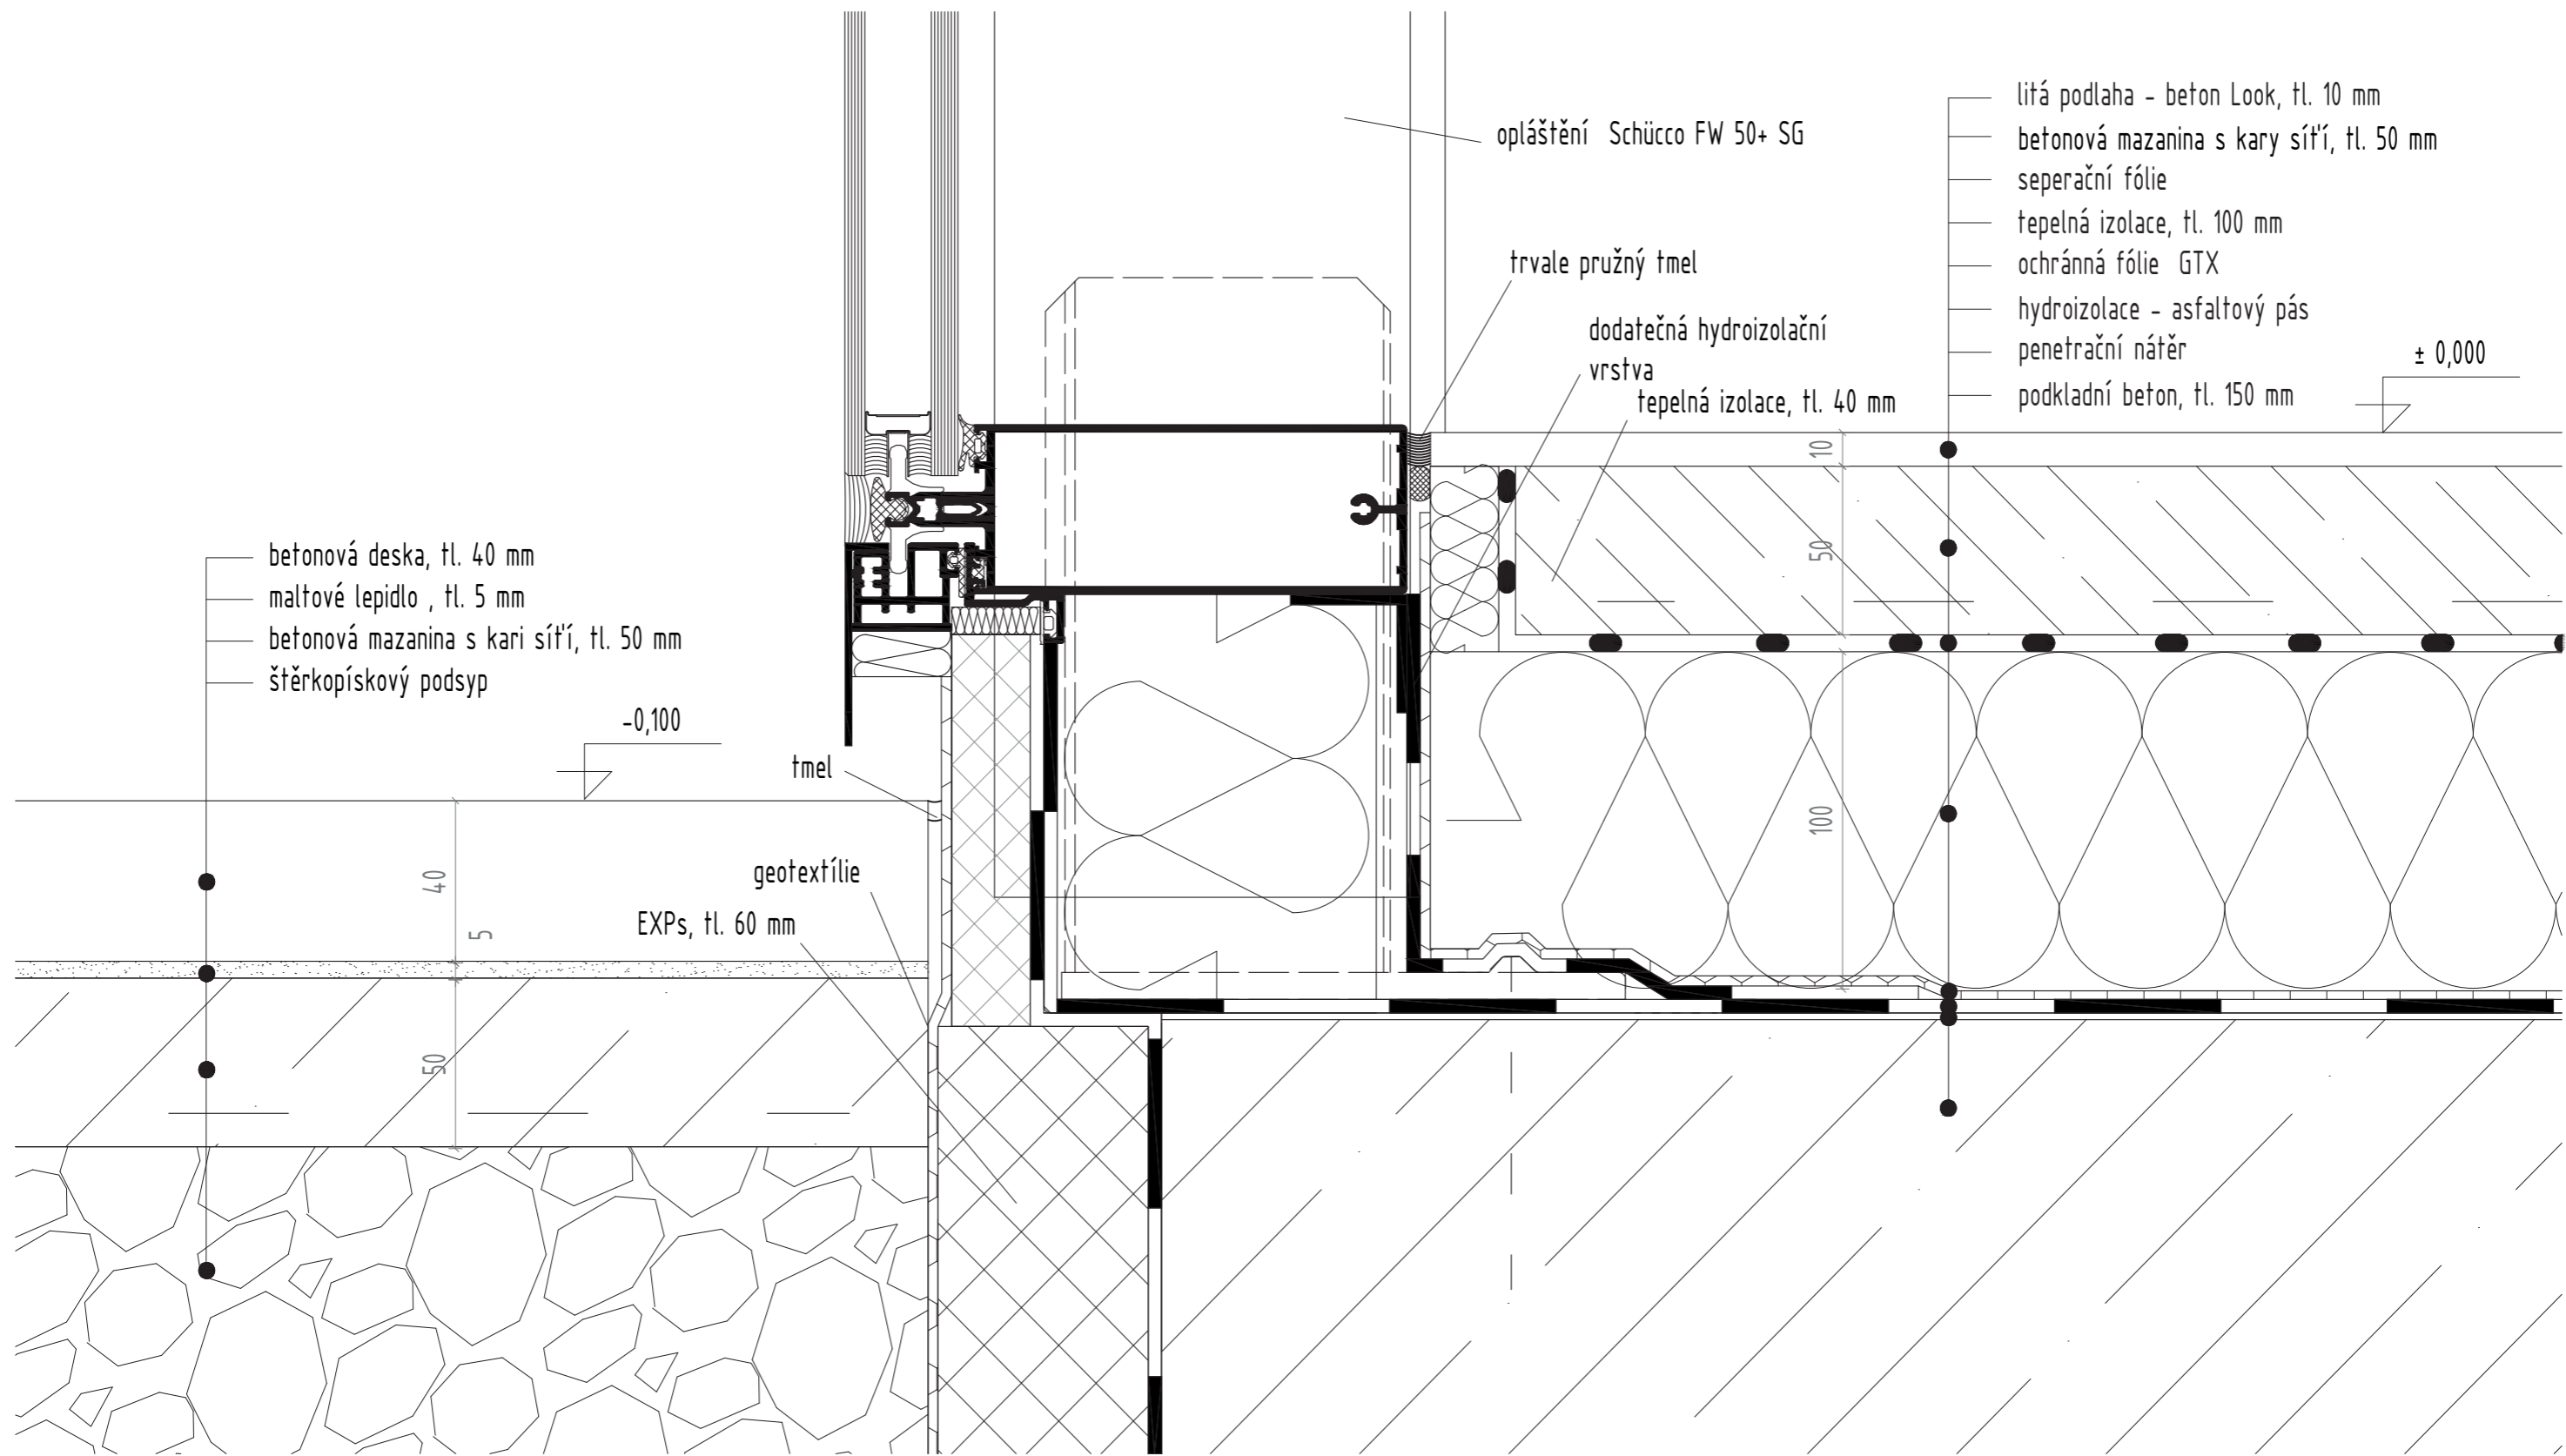 litá podlaha - beton Look, tl. 10 mm
betonová mazanina s kary síťí, tl. 50 mm
seperační fólie
tepelná izolace, tl. 100 mm
ochránná fólie GTX
hydroizolace - asfaltový pás
penetrační nátěr
podkladní beton, tl. 150 mm
± 0,000
opláštění Schücco FW 50+ SG
trvale pružný tmel
dodatečná hydroizolační
vrstva
tepelná izolace, tl. 40 mm
10
50
100
betonová deska, tl. 40 mm
maltové lepidlo , tl. 5 mm
betonová mazanina s kari síťí, tl. 50 mm
štěrkopískový podsyp
-0,100
tmel
geotextílie
EXPs, tl. 60 mm
40
5
50